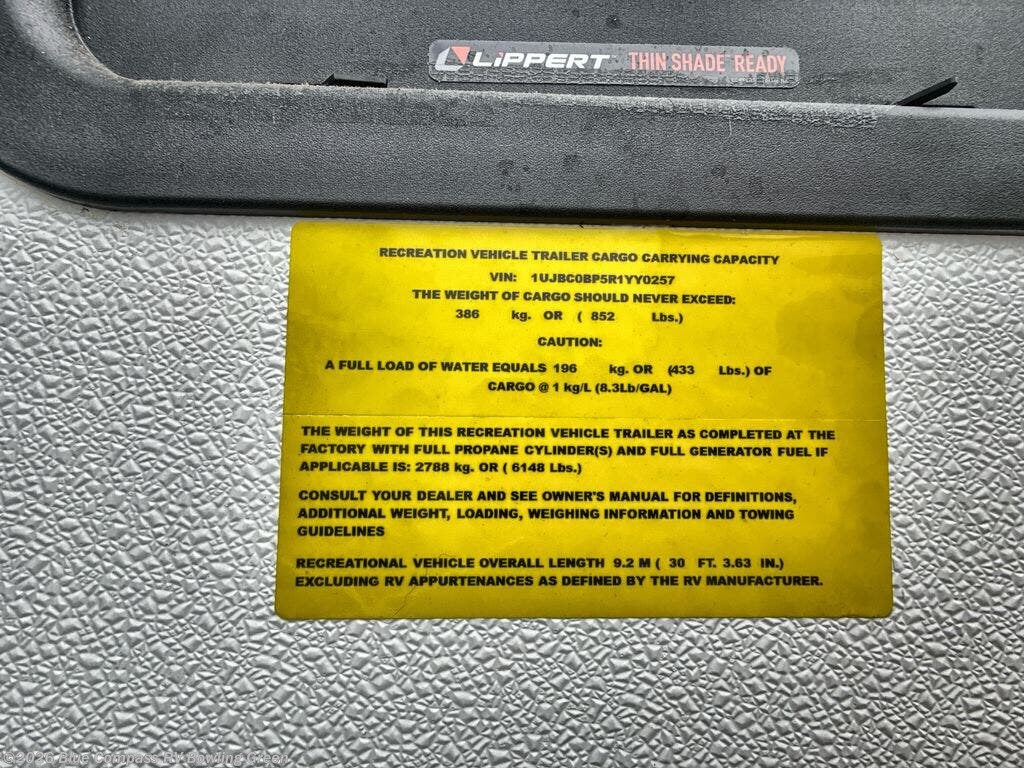 LIPPERT THIN SHADE™ READY
RECREATION VEHICLE TRAILER CARGO CARRYING CAPACITY
VIN: 1UJBC0BP5R1YY0257
THE WEIGHT OF CARGO SHOULD NEVER EXCEED:
386 kg. OR ( 852 Lbs.)
CAUTION:
A FULL LOAD OF WATER EQUALS 196 kg. OR (433 Lbs.) OF
CARGO @ 1 kg/L (8.3Lb/GAL)
THE WEIGHT OF THIS RECREATION VEHICLE TRAILER AS COMPLETED AT THE
FACTORY WITH FULL PROPANE CYLINDER(S) AND FULL GENERATOR FUEL IF
APPLICABLE IS: 2788 kg. OR ( 6148 Lbs.)
CONSULT YOUR DEALER AND SEE OWNER'S MANUAL FOR DEFINITIONS,
ADDITIONAL WEIGHT, LOADING, WEIGHING INFORMATION AND TOWING
GUIDELINES
RECREATIONAL VEHICLE OVERALL LENGTH 9.2 M ( 30 FT. 3.63 IN.)
EXCLUDING RV APPURTENANCES AS DEFINED BY THE RV MANUFACTURER.
©2026 Blue Compass RV Bowling Green